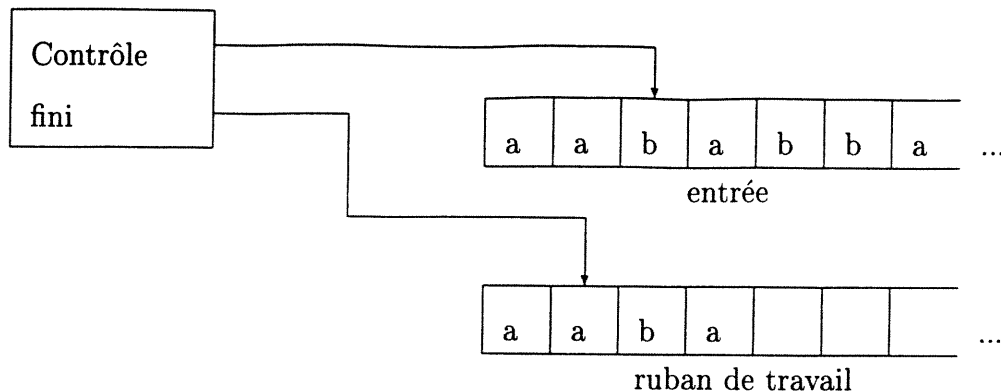 Contrôle
fini
a a b a b b a ...
entrée
a a b a ...
ruban de travail